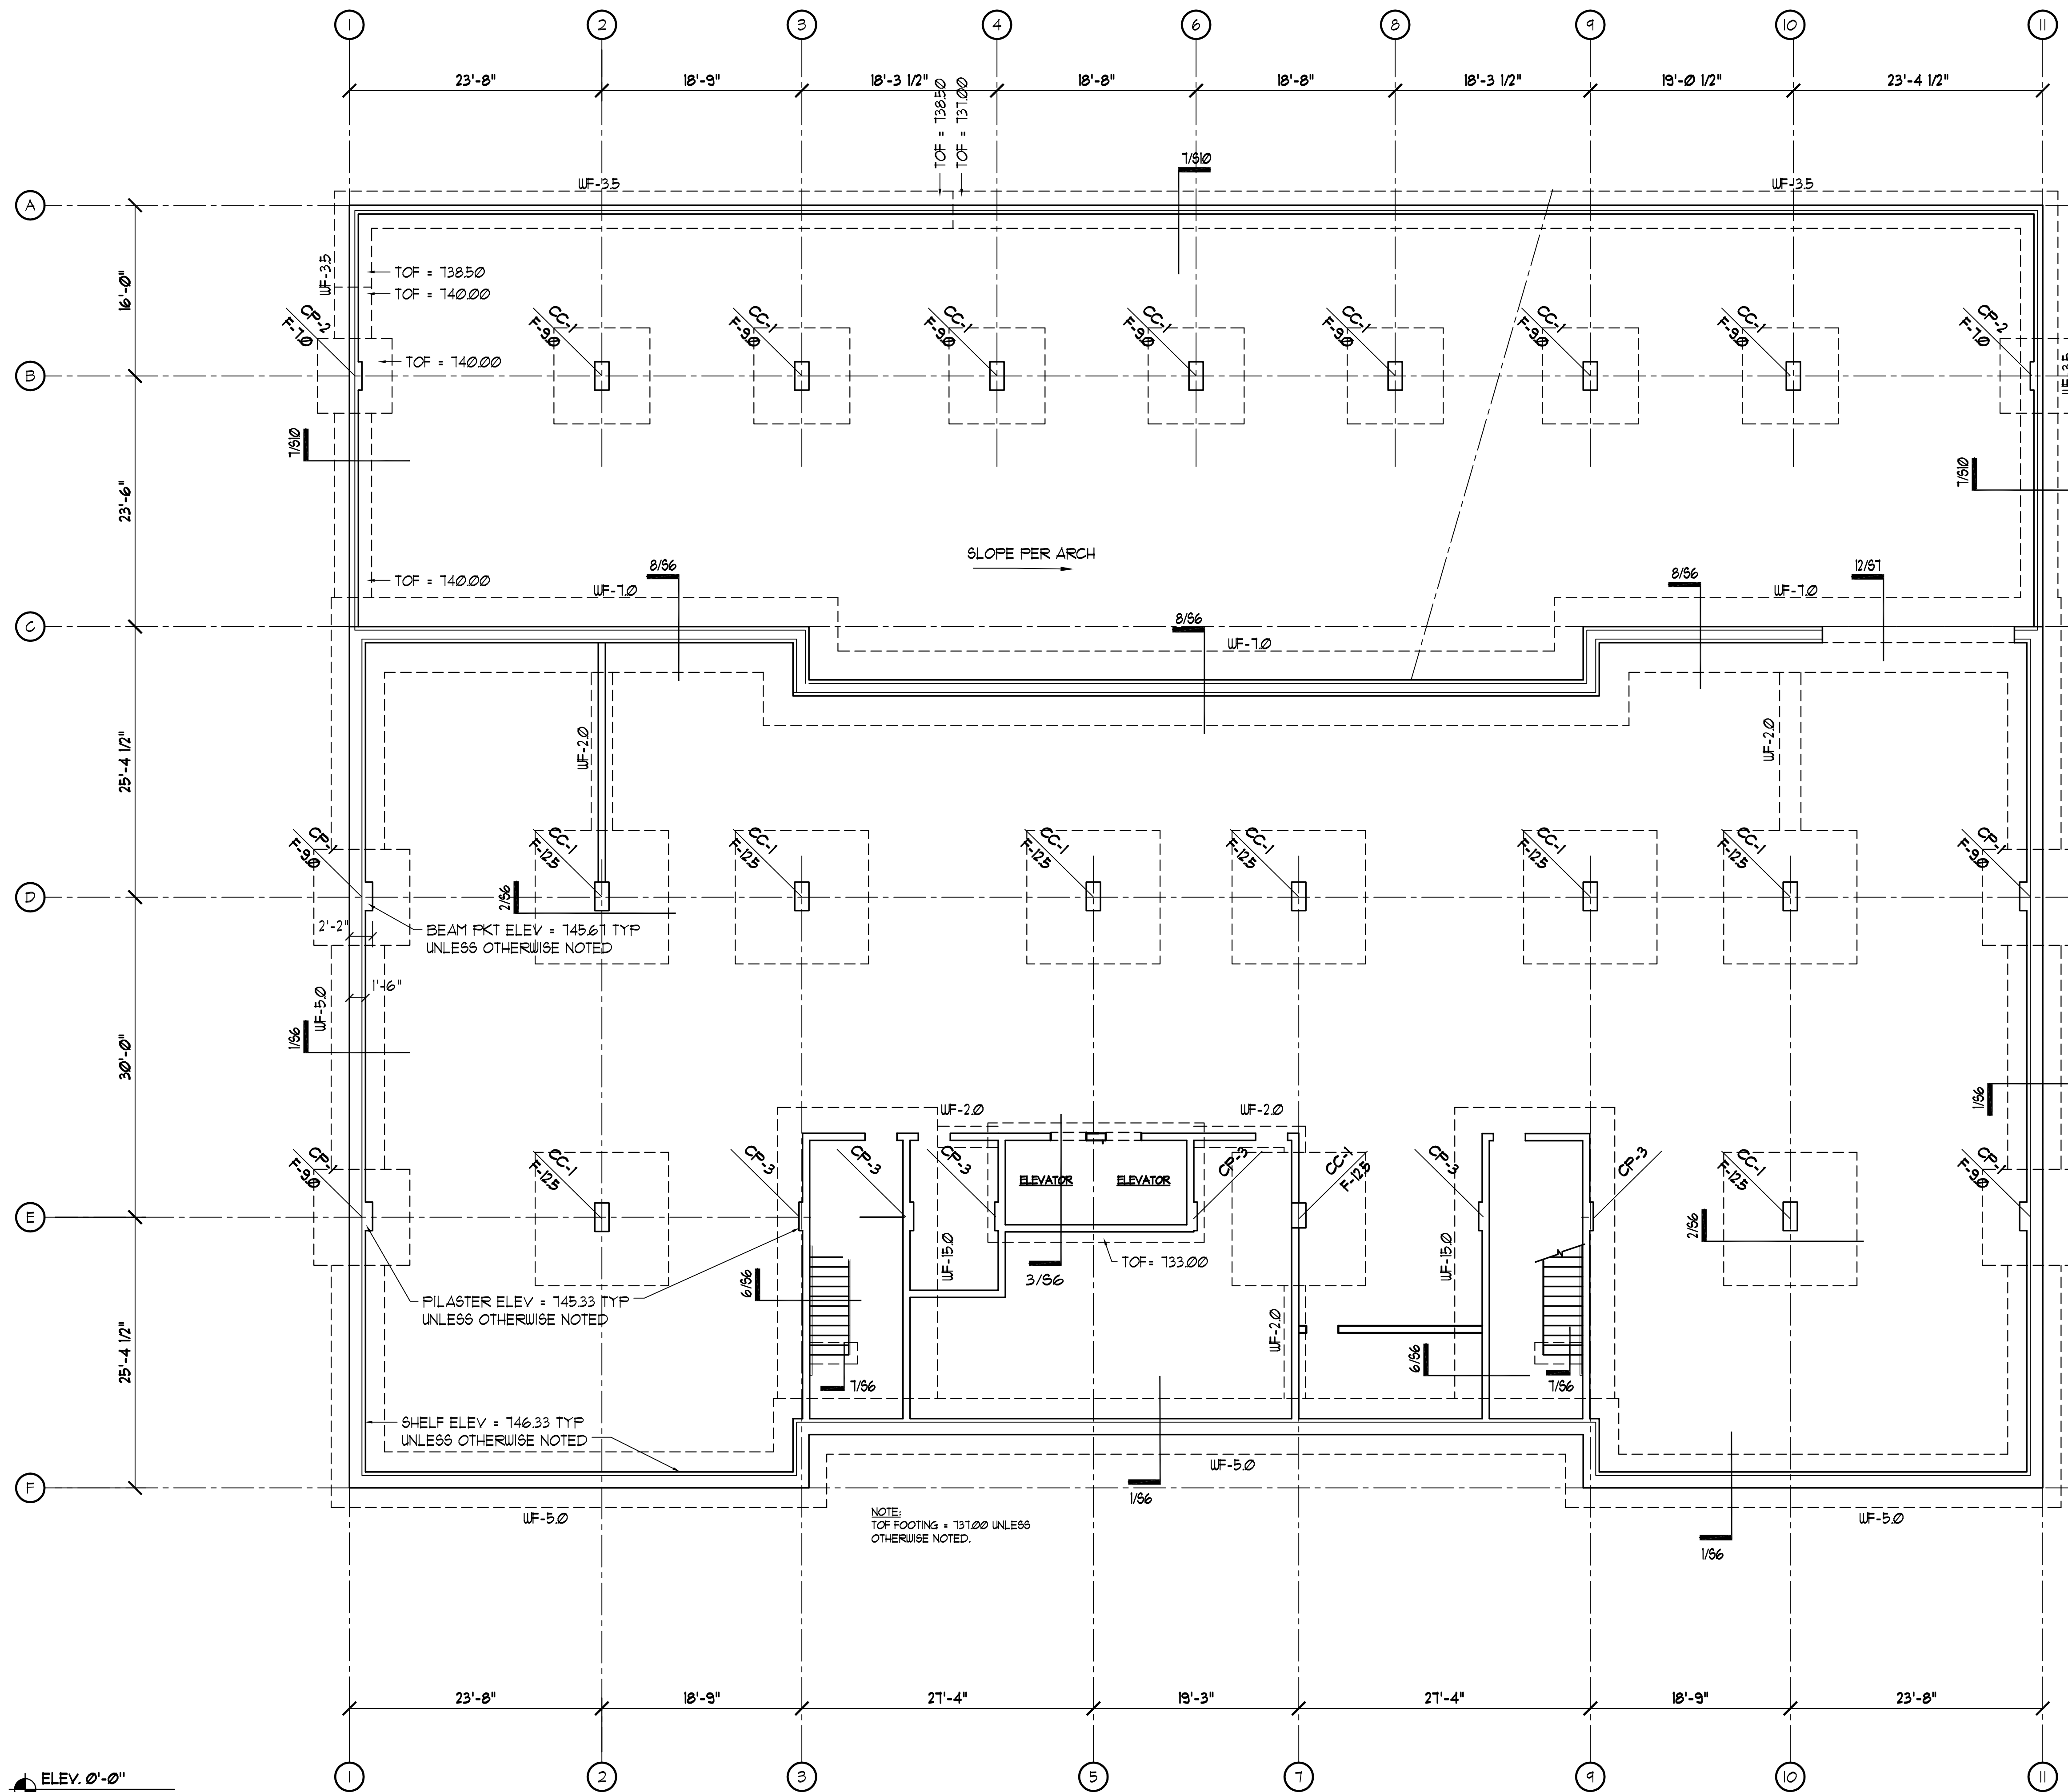 1 2 3 4 6 8 9 10 11
23'-8" 18'-9" 18'-3 1/2" 18'-8" 18'-8" 18'-3 1/2" 19'-0 1/2" 23'-4 1/2"
TOF = 738.50
TOF = 737.00
7/S10
WF-3.5 WF-3.5
A
WF-3.5
TOF = 738.50
TOF = 740.00
16'-0"
CP-2 CC-1 CC-1 CC-1 CC-1 CC-1 CC-1 CC-1 CP-2
F-7.0 F-9.0 F-9.0 F-9.0 F-9.0 F-9.0 F-9.0 F-9.0 F-7.0
TOF = 740.00
WF-3.5
B
7/S10 7/S10
23'-6"
SLOPE PER ARCH
8/S6 8/S6 12/S7
TOF = 740.00
WF-7.0 WF-7.0
8/S6
C
WF-7.0
WF-2.0 WF-2.0
25'-4 1/2"
CP-1 CC-1 CC-1 CC-1 CC-1 CC-1 CC-1 CP-1
F-9.0 F-12.5 F-12.5 F-12.5 F-12.5 F-12.5 F-12.5 F-9.0
D
2/S6
2'-2"
BEAM PKT ELEV = 745.67 TYP
UNLESS OTHERWISE NOTED
1'-6"
WF-5.0
1/S6
30'-0"
1/S6
WF-2.0 WF-2.0
CP-1 CC-1 CP-3 CP-3 CP-3 CP-3 CC-1 CP-3 CP-3 CC-1 CP-1
F-9.0 F-12.5 F-12.5 F-12.5 F-9.0
ELEVATOR ELEVATOR
E
2/S6
WF-15.0 WF-15.0
TOF= 733.00
3/S6
6/S6
PILASTER ELEV = 745.33 TYP
UNLESS OTHERWISE NOTED
WF-2.0
25'-4 1/2"
6/S6
7/S6 7/S6
SHELF ELEV = 746.33 TYP
UNLESS OTHERWISE NOTED
WF-5.0
F
1/S6
WF-5.0 WF-5.0
NOTE:
TOF FOOTING = 737.00 UNLESS
OTHERWISE NOTED.
1/S6
23'-8" 18'-9" 27'-4" 19'-3" 27'-4" 18'-9" 23'-8"
ELEV. 0'-0"
1 2 3 5 7 9 10 11